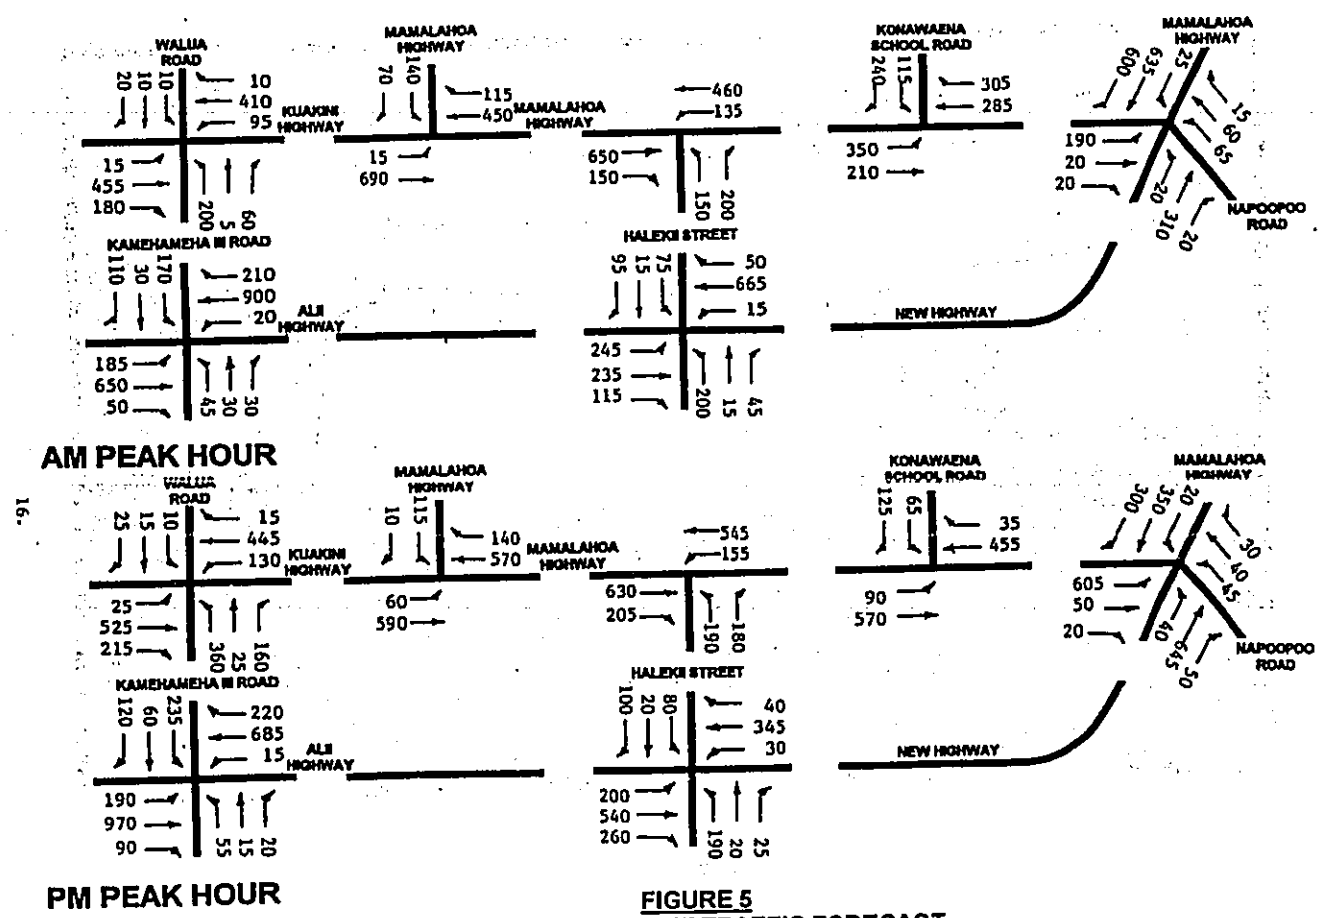 WALUA
ROAD
20 10 10
10
410
95
KUAKINI
HIGHWAY
15
455
180
200 5 60
MAMALAHOA
HIGHWAY
70 140
115
450
15
690
MAMALAHOA
HIGHWAY
460
135
650
150
150 200
KONAWAENA
SCHOOL ROAD
240 115
305
285
350
210
MAMALAHOA
HIGHWAY
600 635 25
15
60
65
190
20
20
20 310 20
NAPOOPOO
ROAD
KAMEHAMEHA III ROAD
110 30 170
210
900
20
ALII
HIGHWAY
185
650
50
45 30 30
HALEKII STREET
95 15 75
50
665
15
245
235
115
200 15 45
NEW HIGHWAY
AM PEAK HOUR
16.
WALUA
ROAD
25 15 10
15
445
130
KUAKINI
HIGHWAY
25
525
215
360 25 160
MAMALAHOA
HIGHWAY
10 115
140
570
60
590
MAMALAHOA
HIGHWAY
545
155
630
205
190 180
KONAWAENA
SCHOOL ROAD
125 65
35
455
90
570
MAMALAHOA
HIGHWAY
300 350 20
30
40
45
605
50
20
40 645 50
NAPOOPOO
ROAD
KAMEHAMEHA III ROAD
120 60 235
220
685
15
ALII
HIGHWAY
190
970
90
55 15 20
HALEKII STREET
100 20 80
40
345
30
200
540
260
190 20 25
NEW HIGHWAY
PM PEAK HOUR
FIGURE 5
TRAFFIC FORECAST